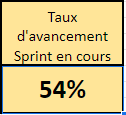 Taux
d'avancement
Sprint en cours
54%